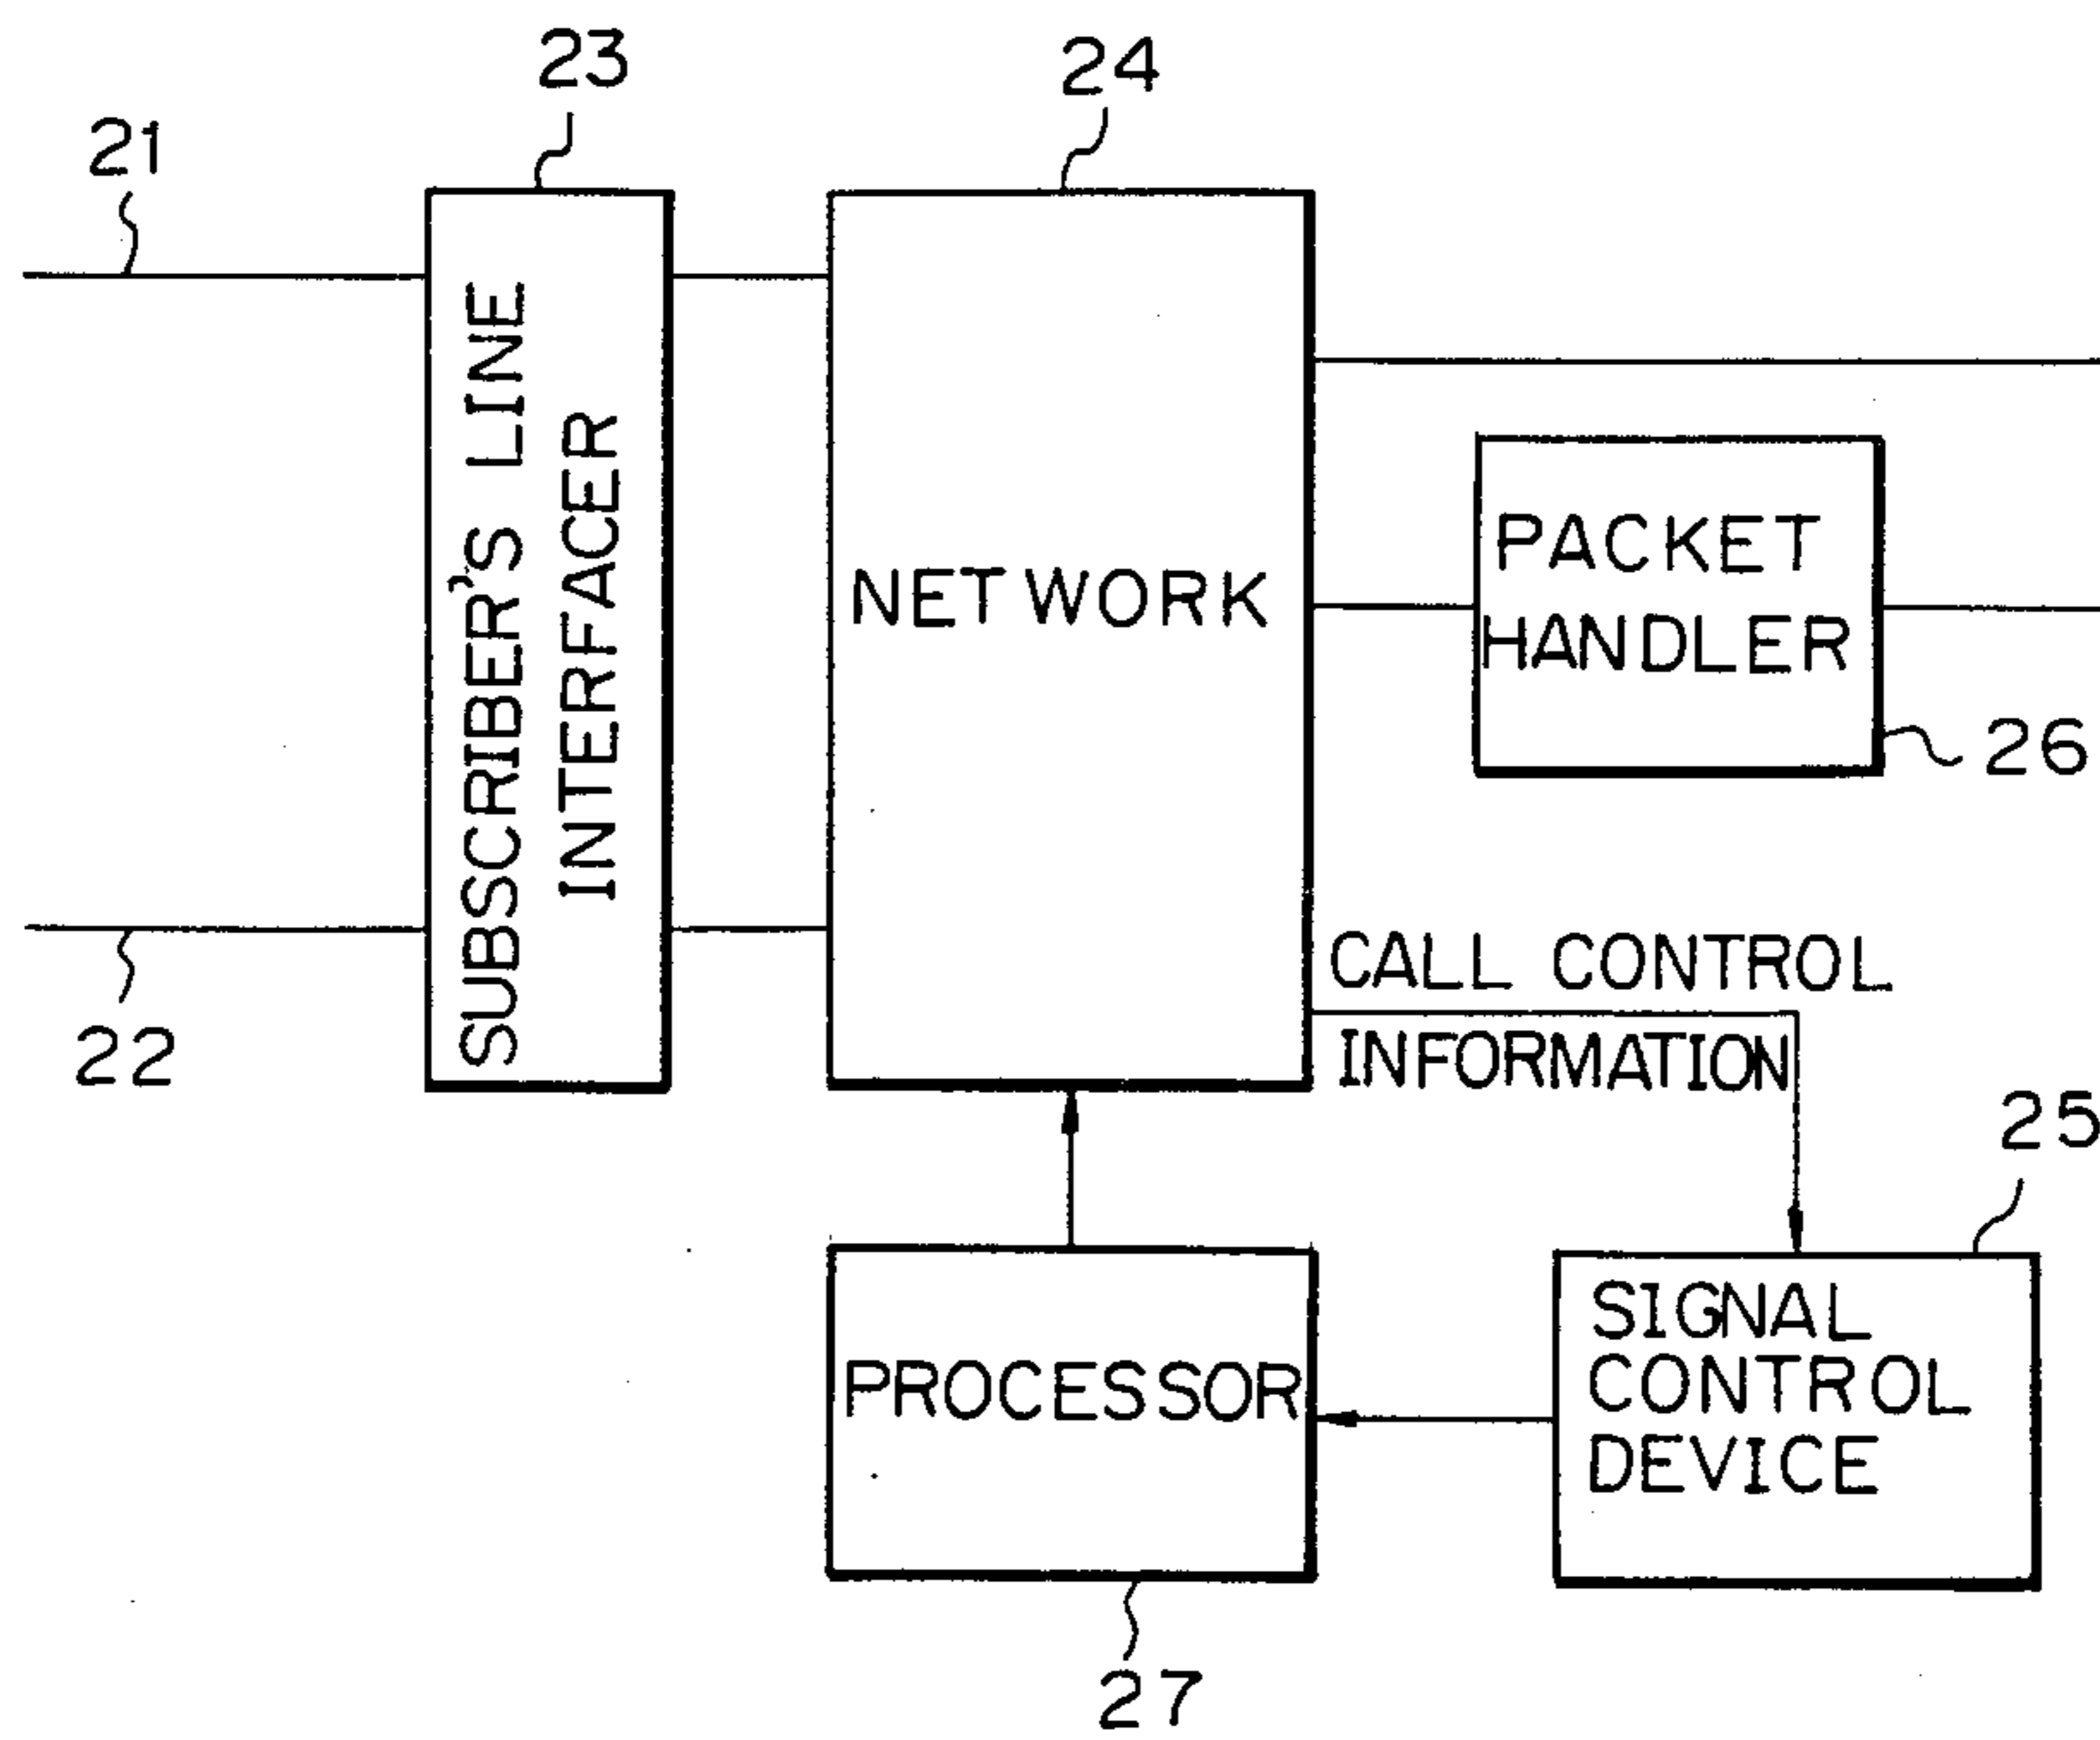 23
24
21
SUBSCRIBER'S LINE
INTERFACER
NETWORK
PACKET
HANDLER
26
CALL CONTROL
INFORMATION
22
25
PROCESSOR
SIGNAL
CONTROL
DEVICE
27